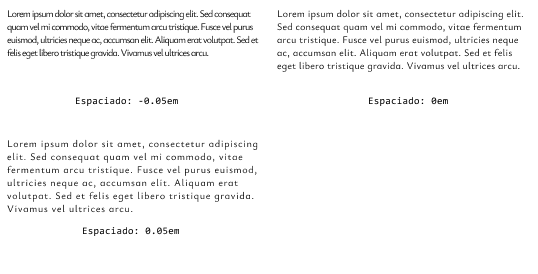 Lorem ipsum dolor sit amet, consectetur adipiscing elit. Sed consequat
quam vel mi commodo, vitae fermentum arcu tristique. Fusce vel purus
euismod, ultricies neque ac, accumsan elit. Aliquam erat volutpat. Sed et
felis eget libero tristique gravida. Vivamus vel ultrices arcu.
Espaciado: -0.05em
Lorem ipsum dolor sit amet, consectetur adipiscing elit.
Sed consequat quam vel mi commodo, vitae fermentum
arcu tristique. Fusce vel purus euismod, ultricies neque
ac, accumsan elit. Aliquam erat volutpat. Sed et felis
eget libero tristique gravida. Vivamus vel ultrices arcu.
Espaciado: 0em
Lorem ipsum dolor sit amet, consectetur adipiscing
elit. Sed consequat quam vel mi commodo, vitae
fermentum arcu tristique. Fusce vel purus euismod,
ultricies neque ac, accumsan elit. Aliquam erat
volutpat. Sed et felis eget libero tristique gravida.
Vivamus vel ultrices arcu.
Espaciado: 0.05em